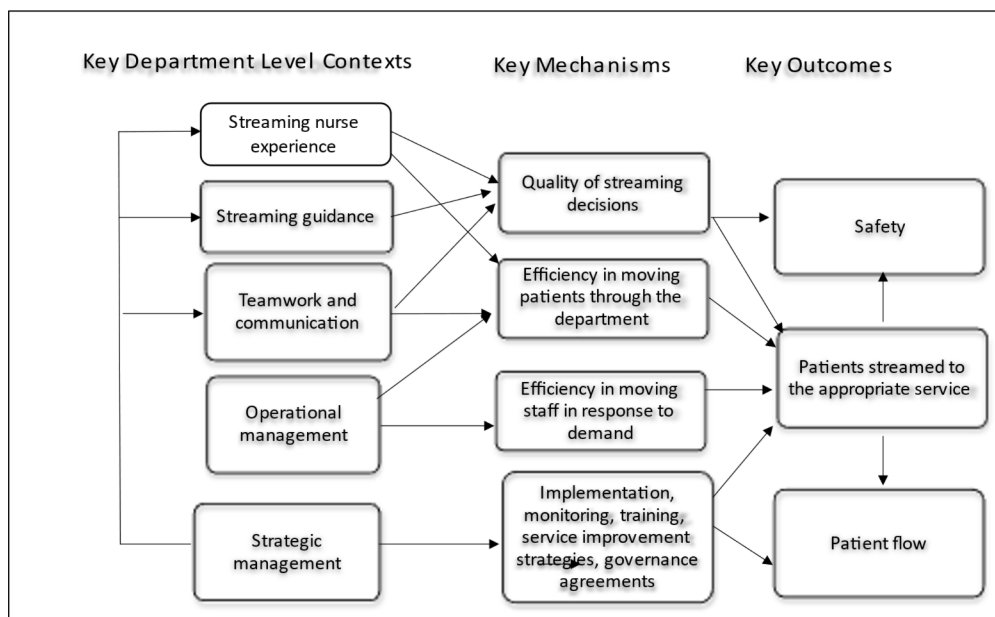 Key Department Level Contexts
Key Mechanisms
Key Outcomes
Streaming nurse
experience
Streaming guidance
Teamwork and
communication
Operational
management
Strategic
management
Quality of streaming
decisions
Efficiency in moving
patients through the
department
Efficiency in moving
staff in response to
demand
Implementation,
monitoring, training,
service improvement
strategies, governance
agreements
Safety
Patients streamed to
the appropriate service
Patient flow